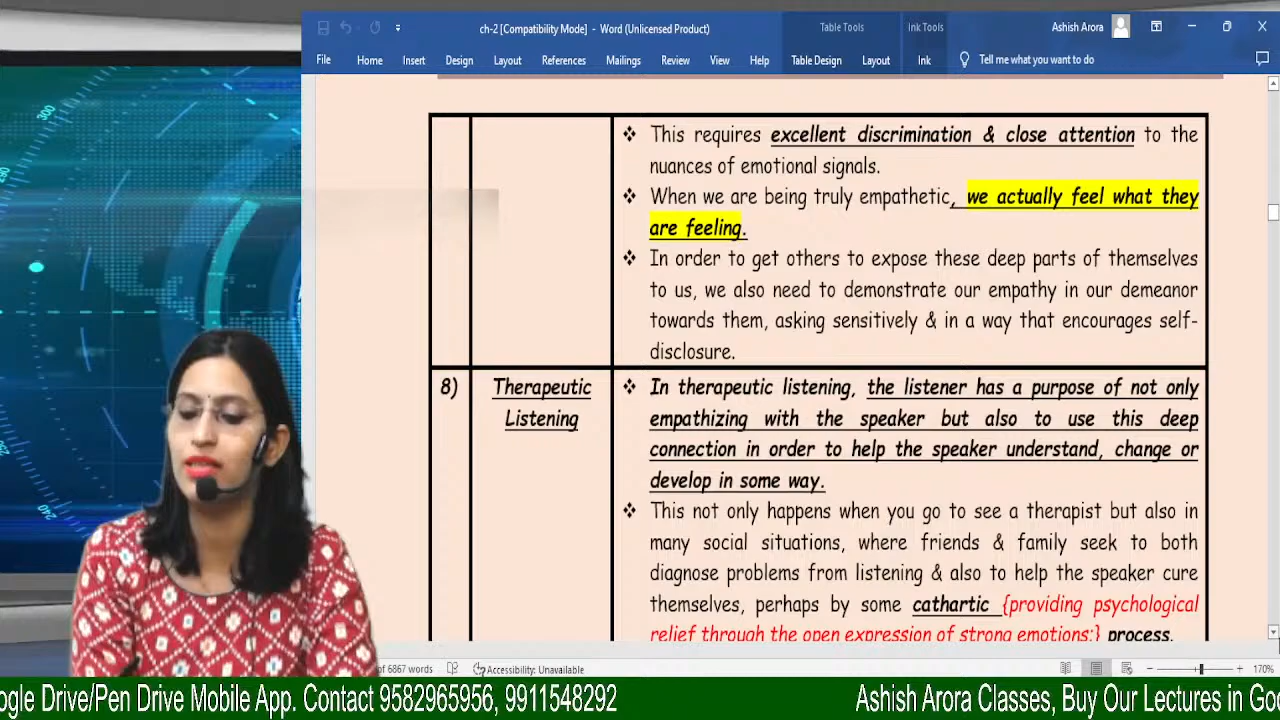 ch-2 [Compatibility Mode] - Word (Unlicensed Product)
Table Tools
Ink Tools
Ashish Arora
File Home Insert Design Layout References Mailings Review View Help Table Design Layout Ink Tell me what you want to do
❖ This requires excellent discrimination & close attention to the
nuances of emotional signals.
❖ When we are being truly empathetic, we actually feel what they
are feeling.
❖ In order to get others to expose these deep parts of themselves
to us, we also need to demonstrate our empathy in our demeanor
towards them, asking sensitively & in a way that encourages self-
disclosure.
8)
Therapeutic
Listening
❖ In therapeutic listening, the listener has a purpose of not only
empathizing with the speaker but also to use this deep
connection in order to help the speaker understand, change or
develop in some way.
❖ This not only happens when you go to see a therapist but also in
many social situations, where friends & family seek to both
diagnose problems from listening & also to help the speaker cure
themselves, perhaps by some cathartic {providing psychological
relief through the open expression of strong emotions;} process.
of 6867 words
Accessibility: Unavailable
170%
ogle Drive/Pen Drive Mobile App. Contact 9582965956, 9911548292
Ashish Arora Classes, Buy Our Lectures in Goo
300
240